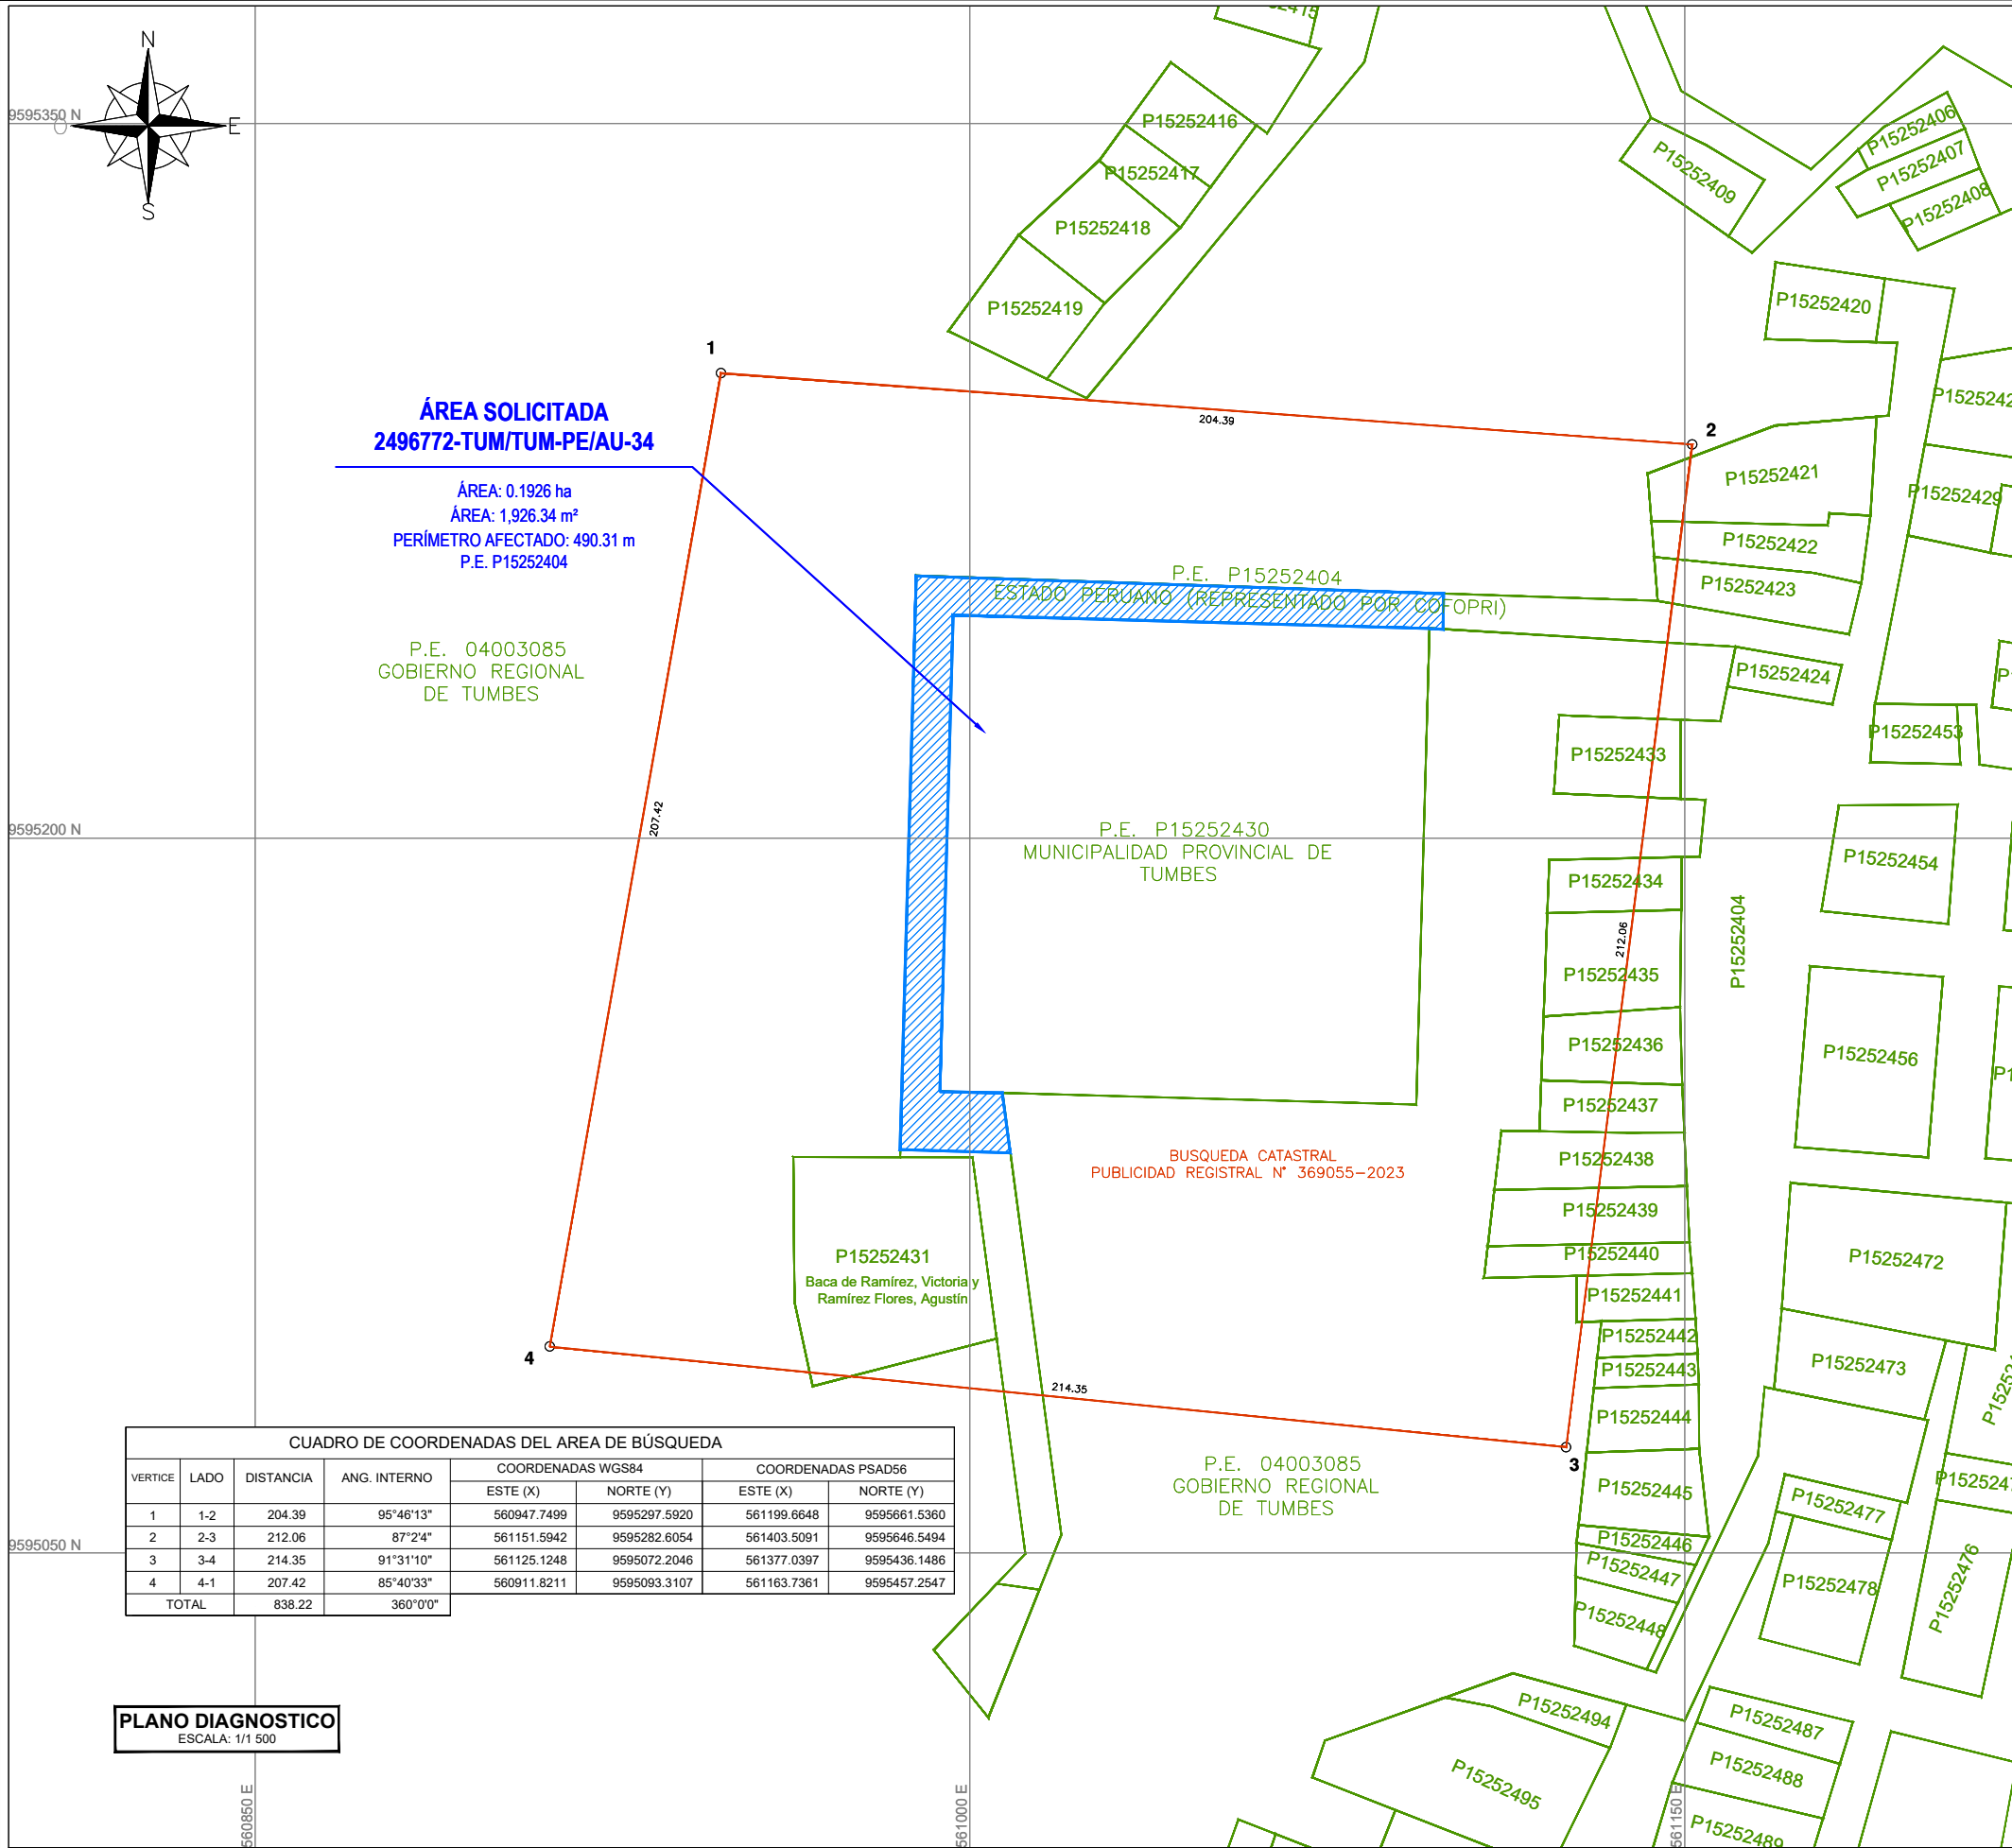 N
O
E
S
9595350 N
9595200 N
9595050 N
560850 E
561000 E
561150 E
P15252416
P15252417
P15252418
P15252419
P15252409
P15252406
P15252407
P15252408
P15252420
1
2
3
4
204.39
212.06
214.35
207.42
ÁREA SOLICITADA
2496772-TUM/TUM-PE/AU-34
ÁREA: 0.1926 ha
ÁREA: 1,926.34 m²
PERÍMETRO AFECTADO: 490.31 m
P.E. P15252404
P.E. 04003085
GOBIERNO REGIONAL
DE TUMBES
P.E. P15252404
ESTADO PERUANO (REPRESENTADO POR COFOPRI)
P15252421
P15252422
P15252423
P15252424
P15252429
P15252433
P15252453
P.E. P15252430
MUNICIPALIDAD PROVINCIAL DE
TUMBES
P15252434
P15252435
P15252436
P15252437
P15252438
P15252439
P15252440
P15252441
P15252442
P15252443
P15252444
P15252445
P15252446
P15252447
P15252448
P15252404
P15252454
P15252456
P15252472
P15252473
P15252477
P15252478
P15252476
BUSQUEDA CATASTRAL
PUBLICIDAD REGISTRAL N° 369055-2023
P15252431
Baca de Ramírez, Victoria y
Ramírez Flores, Agustín
P.E. 04003085
GOBIERNO REGIONAL
DE TUMBES
P15252494
P15252495
P15252487
P15252488
P15252489
CUADRO DE COORDENADAS DEL AREA DE BÚSQUEDA
VERTICE LADO DISTANCIA ANG. INTERNO COORDENADAS WGS84 COORDENADAS PSAD56
ESTE (X) NORTE (Y) ESTE (X) NORTE (Y)
1 1-2 204.39 95°46'13" 560947.7499 9595297.5920 561199.6648 9595661.5360
2 2-3 212.06 87°2'4" 561151.5942 9595282.6054 561403.5091 9595646.5494
3 3-4 214.35 91°31'10" 561125.1248 9595072.2046 561377.0397 9595436.1486
4 4-1 207.42 85°40'33" 560911.8211 9595093.3107 561163.7361 9595457.2547
TOTAL 838.22 360°0'0"
PLANO DIAGNOSTICO
ESCALA: 1/1 500